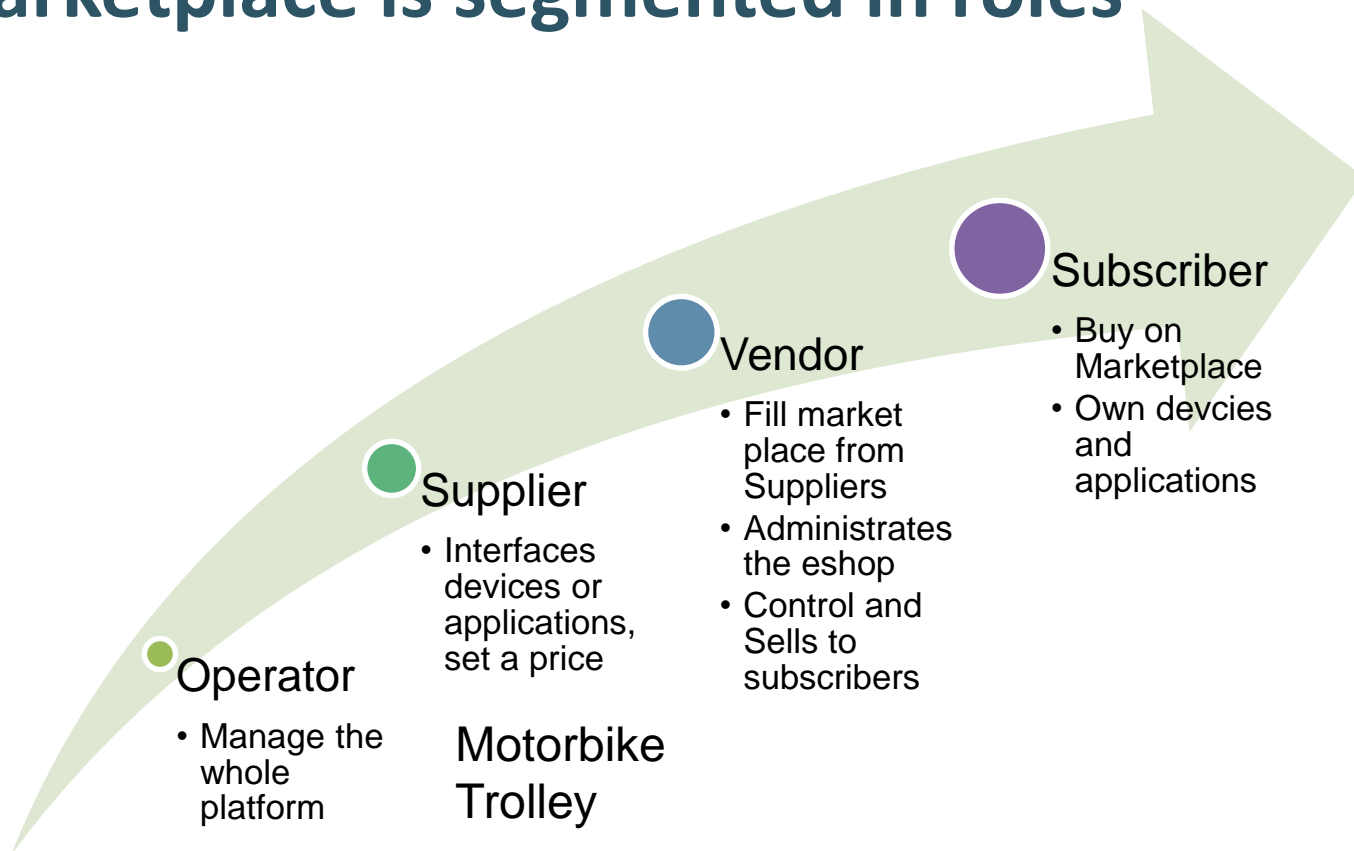 arketplace is segmented in roles
Operator
• Manage the
whole
platform
Supplier
• Interfaces
devices or
applications,
set a price
Motorbike
Trolley
Vendor
• Fill market
place from
Suppliers
• Administrates
the eshop
• Control and
Sells to
subscribers
Subscriber
• Buy on
Marketplace
• Own devcies
and
applications